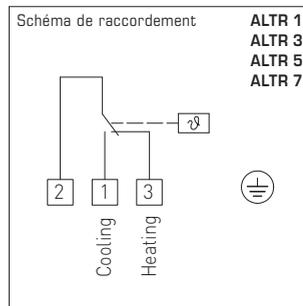 Schéma de raccordement
ALTR 1
ALTR 3
ALTR 5
ALTR 7
ϑ
2 1 3
Cooling
Heating